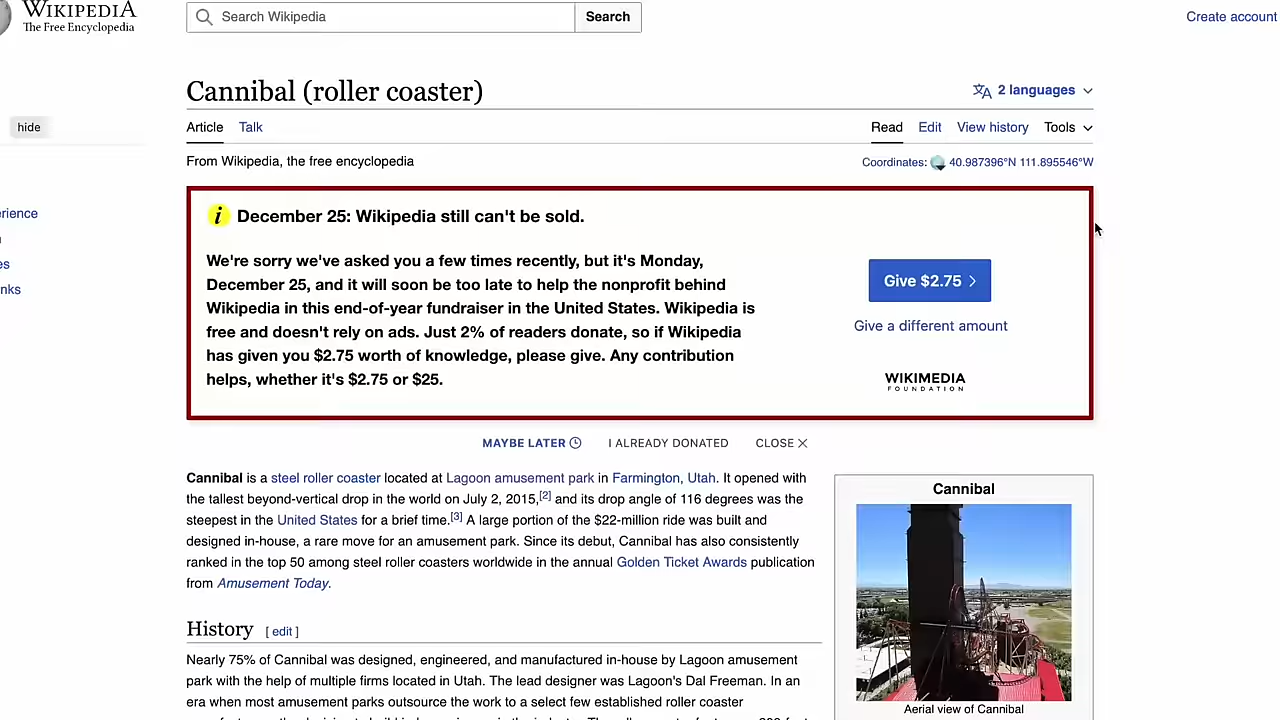 WIKIPEDIA
The Free Encyclopedia
Search Wikipedia
Search
Create account
Cannibal (roller coaster)
2 languages
hide
Article Talk
Read Edit View history Tools
From Wikipedia, the free encyclopedia
Coordinates: 40.987396°N 111.895546°W
December 25: Wikipedia still can't be sold.
We're sorry we've asked you a few times recently, but it's Monday,
December 25, and it will soon be too late to help the nonprofit behind
Wikipedia in this end-of-year fundraiser in the United States. Wikipedia is
free and doesn't rely on ads. Just 2% of readers donate, so if Wikipedia
has given you $2.75 worth of knowledge, please give. Any contribution
helps, whether it's $2.75 or $25.
Give $2.75
Give a different amount
WIKIMEDIA
FOUNDATION
MAYBE LATER I ALREADY DONATED CLOSE
Cannibal is a steel roller coaster located at Lagoon amusement park in Farmington, Utah. It opened with
the tallest beyond-vertical drop in the world on July 2, 2015,[2] and its drop angle of 116 degrees was the
steepest in the United States for a brief time.[3] A large portion of the $22-million ride was built and
designed in-house, a rare move for an amusement park. Since its debut, Cannibal has also consistently
ranked in the top 50 among steel roller coasters worldwide in the annual Golden Ticket Awards publication
from Amusement Today.
History [ edit ]
Nearly 75% of Cannibal was designed, engineered, and manufactured in-house by Lagoon amusement
park with the help of multiple firms located in Utah. The lead designer was Lagoon's Dal Freeman. In an
era when most amusement parks outsource the work to a select few established roller coaster
Cannibal
Aerial view of Cannibal